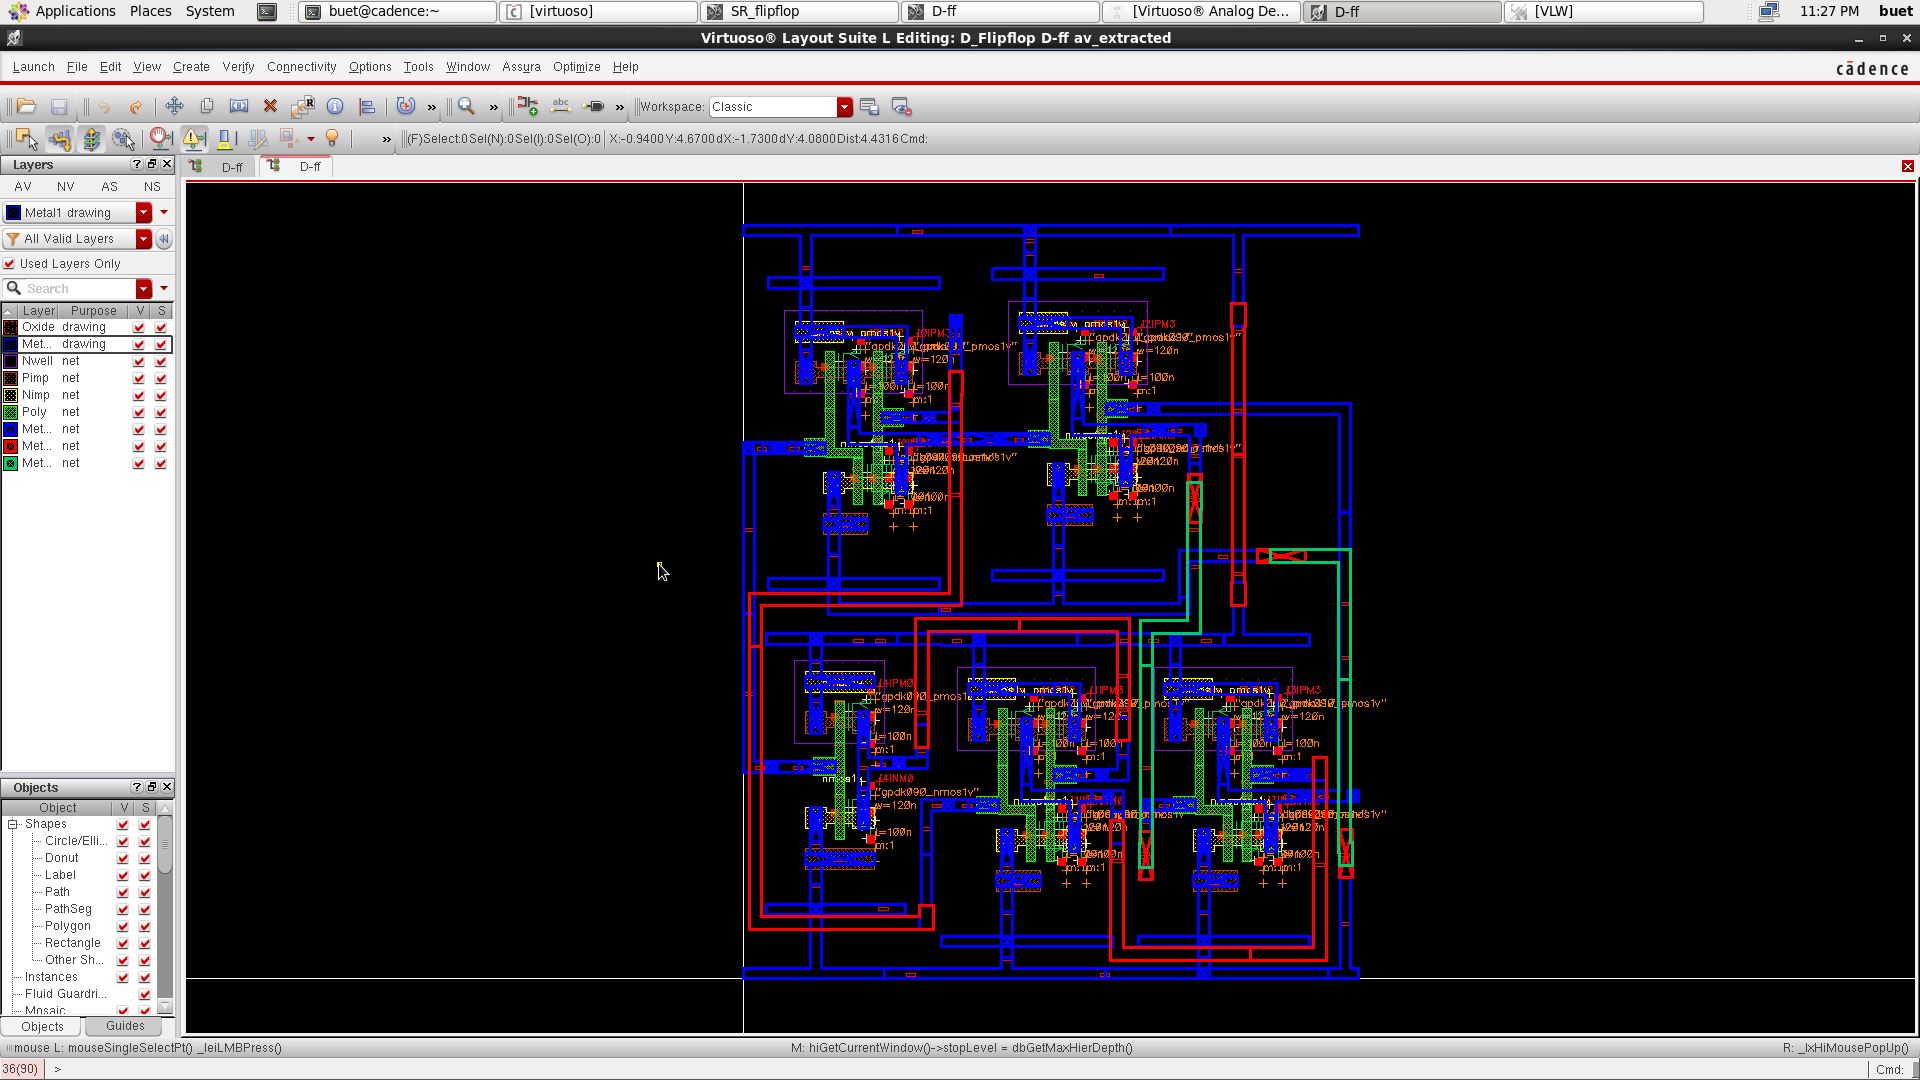 Applications Places System
buet@cadence:~
[virtuoso]
SR_flipflop
D-ff
[Virtuoso® Analog De...
D-ff
[VLW]
11:27 PM buet
Virtuoso® Layout Suite L Editing: D_Flipflop D-ff av_extracted
Launch File Edit View Create Verify Connectivity Options Tools Window Assura Optimize Help
cādence
Workspace: Classic
(F)Select:0 Sel(N):0 Sel(I):0 Sel(O):0 X:-0.9400 Y:4.6700 dX:-1.7300 dY:4.0800 Dist:4.4316 Cmd:
Layers
D-ff D-ff
AV NV AS NS
Metal1 drawing
All Valid Layers
Used Layers Only
Search
Layer Purpose V S
Oxide drawing
Met... drawing
Nwell net
Pimp net
Nimp net
Poly net
Met... net
Met... net
Met... net
w=120n
l=100n
m:1
"gpdk090_nmos1v"
w=120n
l=100n
m:1
Objects
Object V S
Shapes
Circle/Elli...
Donut
Label
Path
PathSeg
Polygon
Rectangle
Other Sh...
Instances
Fluid Guardri...
Mosaic
Objects Guides
mouse L: mouseSingleSelectPt() _leiLMBPress()
M: hiGetCurrentWindow()->stopLevel = dbGetMaxHierDepth()
R: _lxHiMousePopUp()
36(90) >
Cmd: